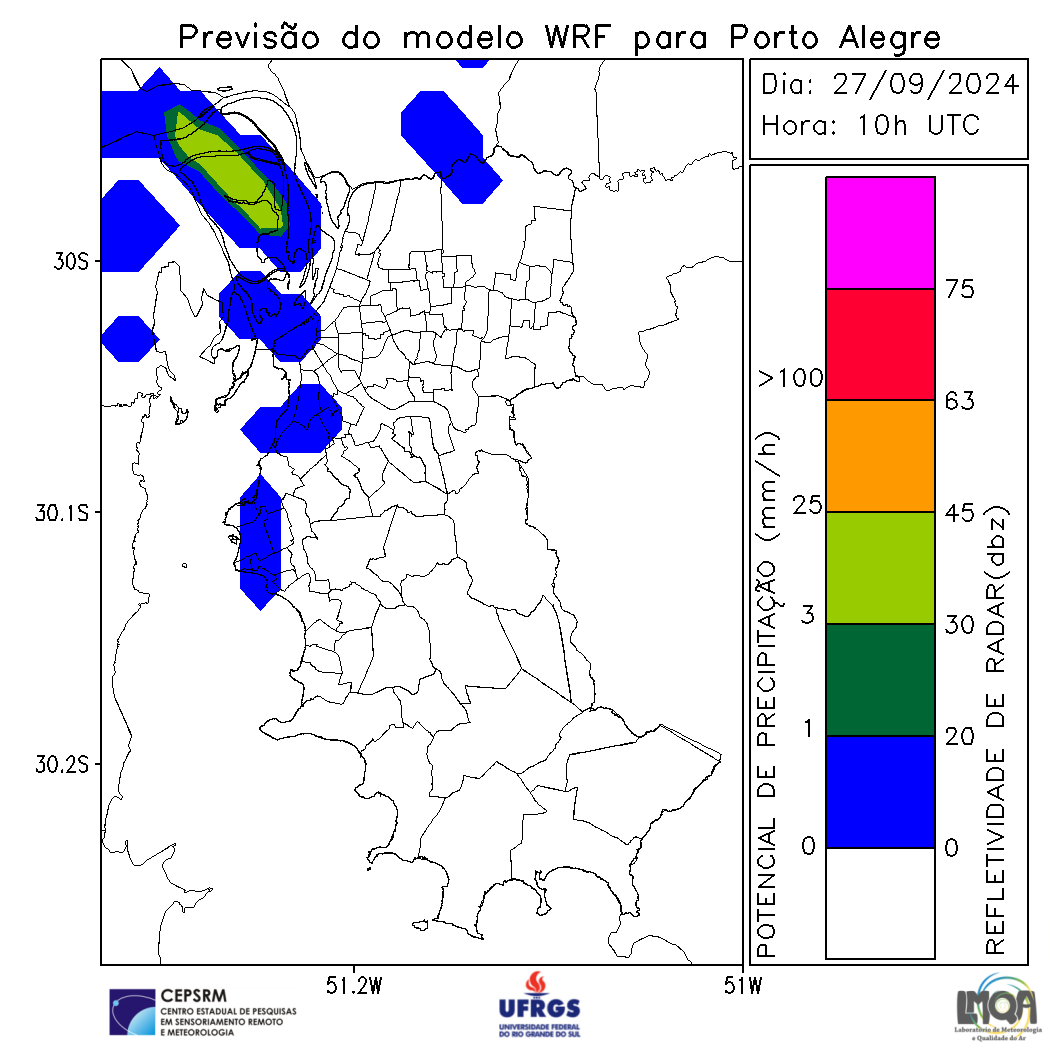 Previsão do modelo WRF para Porto Alegre
Dia: 27/09/2024
Hora: 10h UTC
30S
30.1S
30.2S
51.2W
51W
POTENCIAL DE PRECIPITAÇÃO (mm/h)
>100
25
3
1
0
75
63
45
30
20
0
REFLETIVIDADE DE RADAR(dbz)
CEPSRM
CENTRO ESTADUAL DE PESQUISAS
EM SENSORIAMENTO REMOTO
E METEOROLOGIA
UFRGS
UNIVERSIDADE FEDERAL
DO RIO GRANDE DO SUL
LMQA
Laboratório de Meteorologia
e Qualidade do Ar